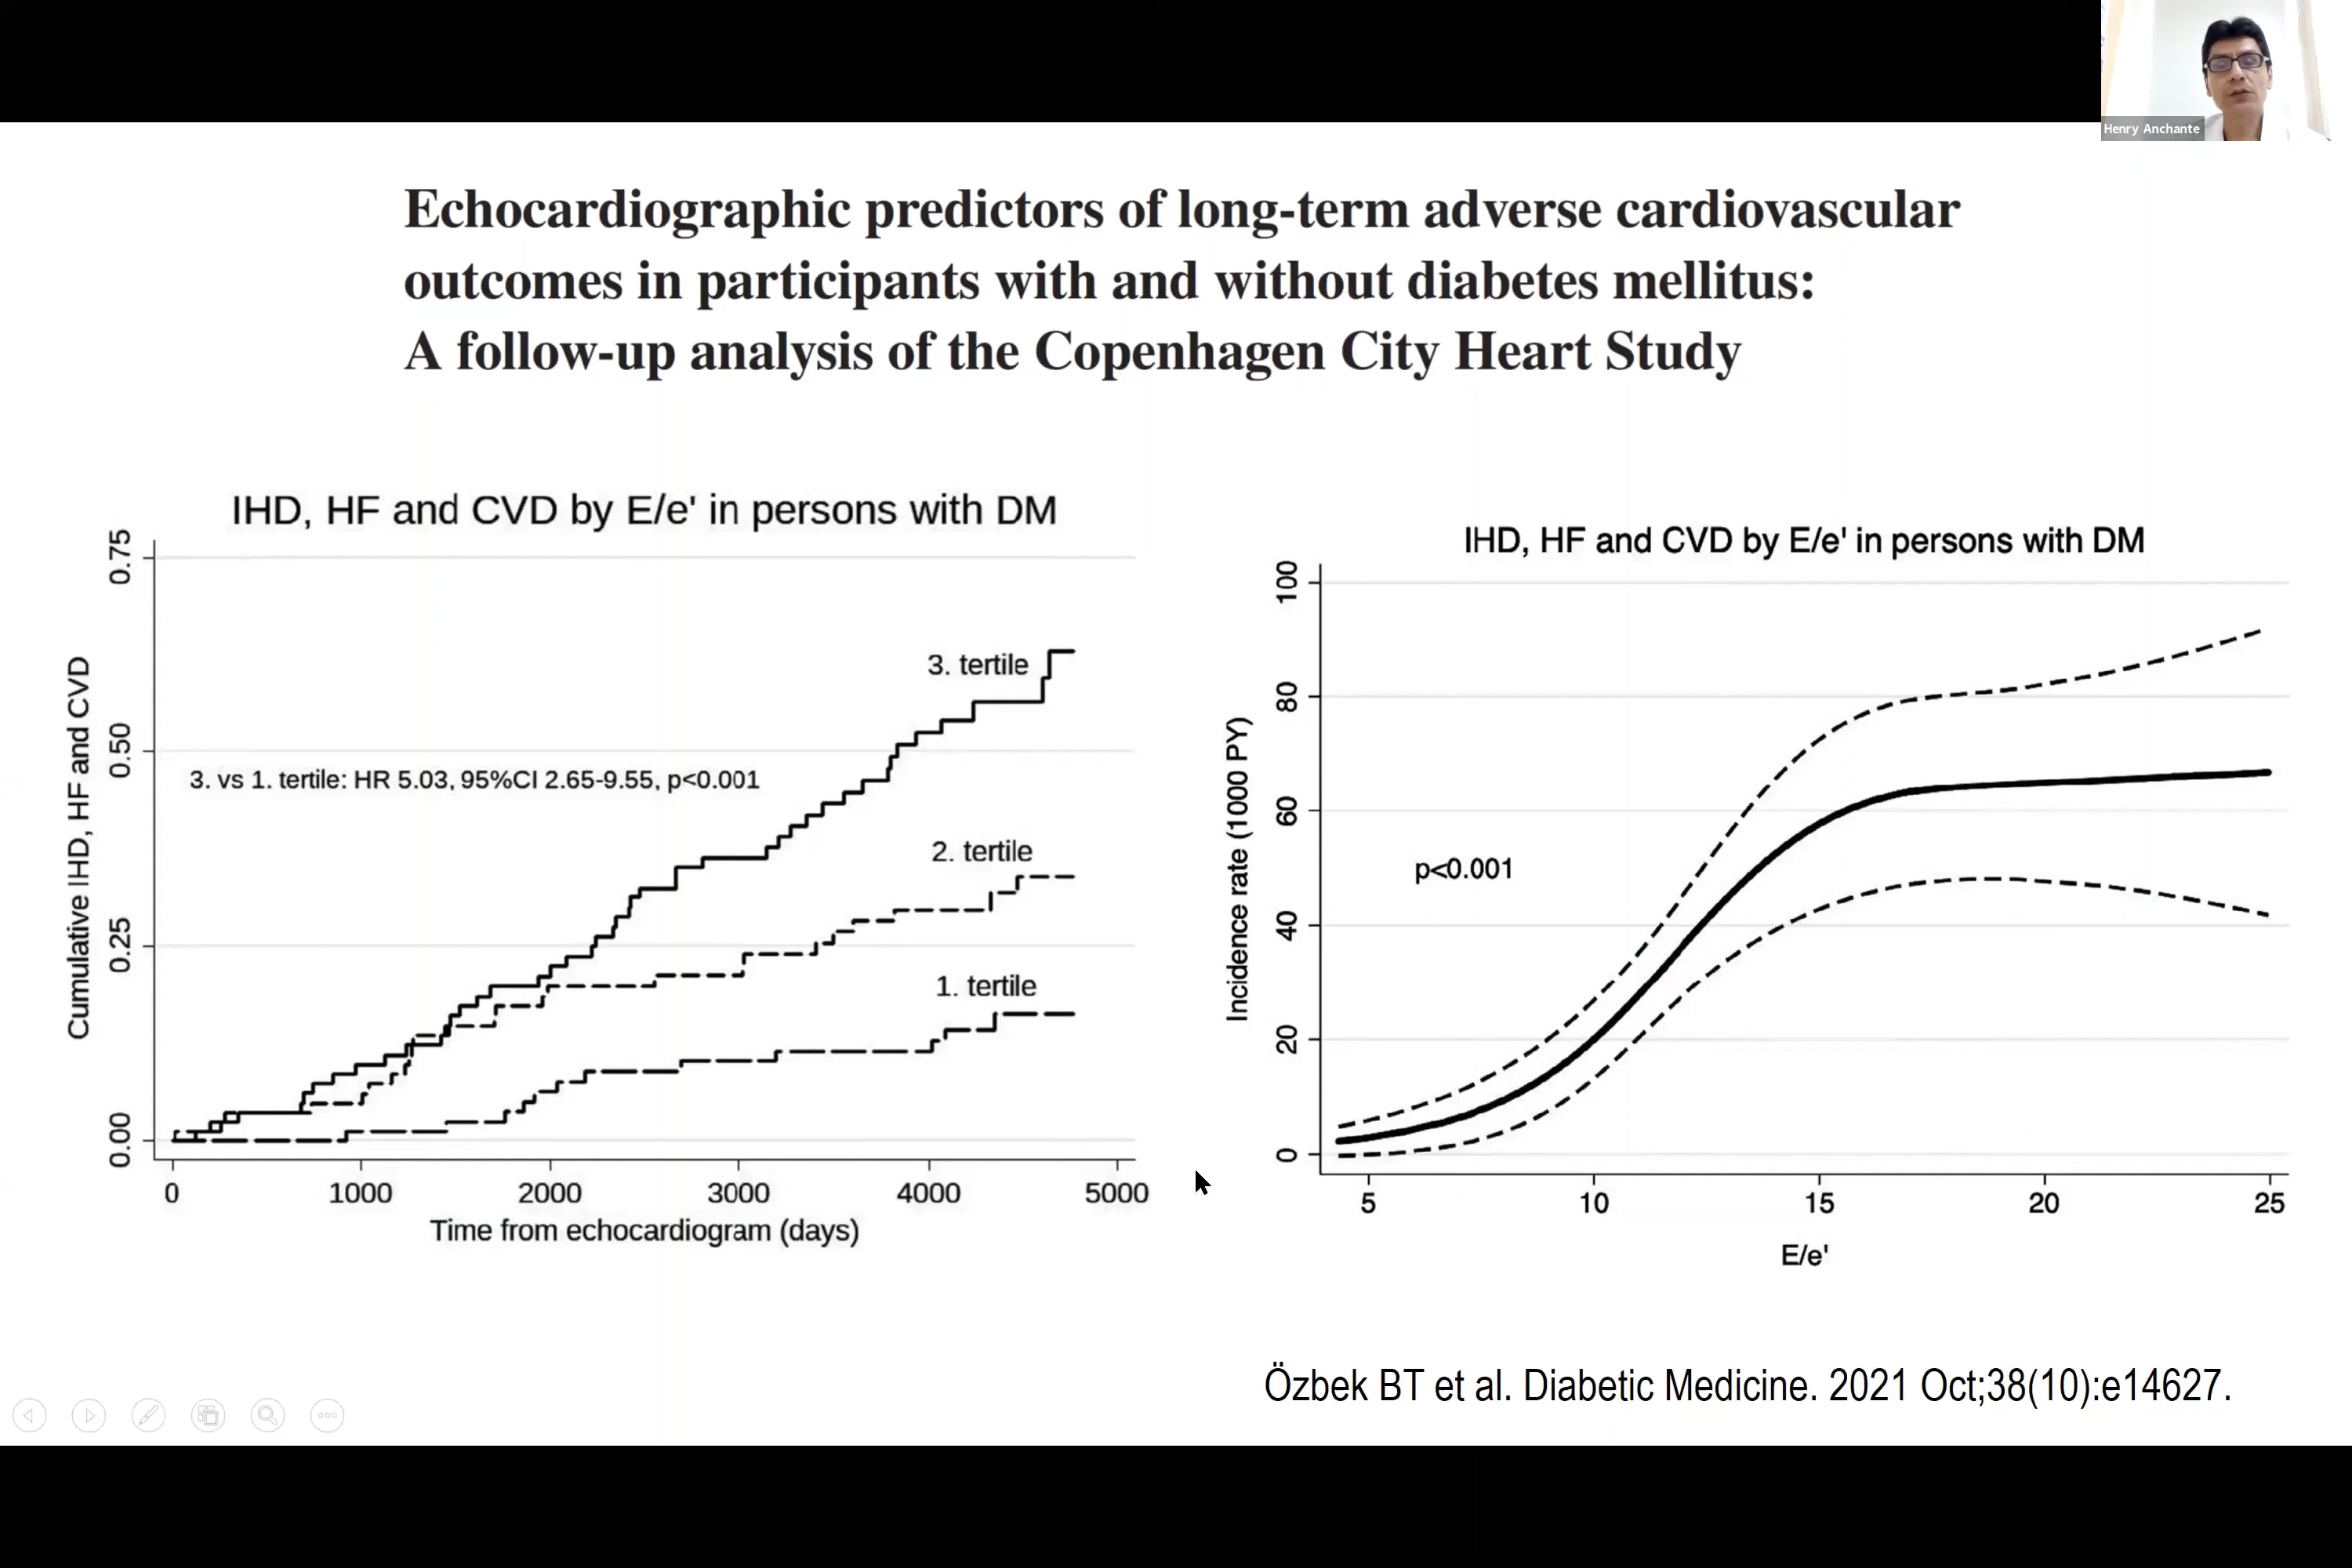 Henry Anchante
Echocardiographic predictors of long-term adverse cardiovascular
outcomes in participants with and without diabetes mellitus:
A follow-up analysis of the Copenhagen City Heart Study
IHD, HF and CVD by E/e' in persons with DM
Cumulative IHD, HF and CVD
0.75
0.50
0.25
0.00
3. tertile
3. vs 1. tertile: HR 5.03, 95%CI 2.65-9.55, p<0.001
2. tertile
1. tertile
0 1000 2000 3000 4000 5000
Time from echocardiogram (days)
IHD, HF and CVD by E/e' in persons with DM
Incidence rate (1000 PY)
100
80
60
40
20
0
p<0.001
5 10 15 20 25
E/e'
Özbek BT et al. Diabetic Medicine. 2021 Oct;38(10):e14627.